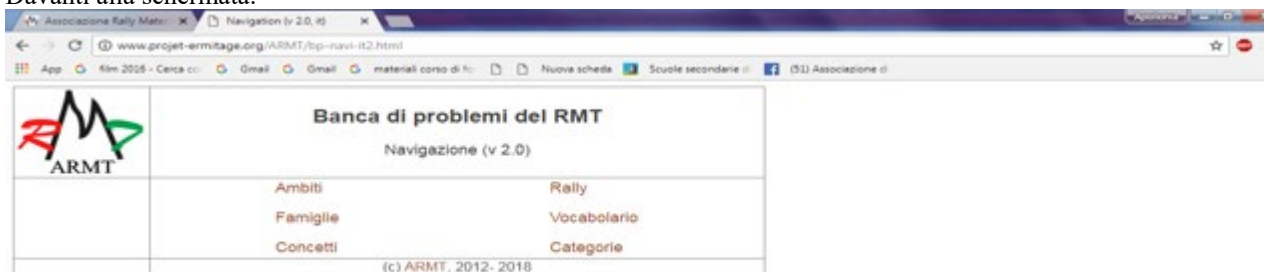 Davanti una schermata:
Associazione Rally Mate
Navigation (v 2.0, it)
www.projet-ermitage.org/ARMT/bp-navi-it2.html
App film 2016 - Cerca co Gmail Gmail materiali corso di fo Nuova scheda Scuole secondarie d (51) Associazione d
Banca di problemi del RMT
Navigazione (v 2.0)
ARMT
Ambiti Rally
Famiglie Vocabolario
Concetti Categorie
(c) ARMT, 2012- 2018